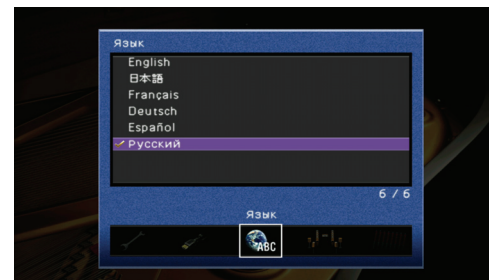 Язык
English
日本語
Français
Deutsch
Español
Русский
6 / 6
Язык
ABC